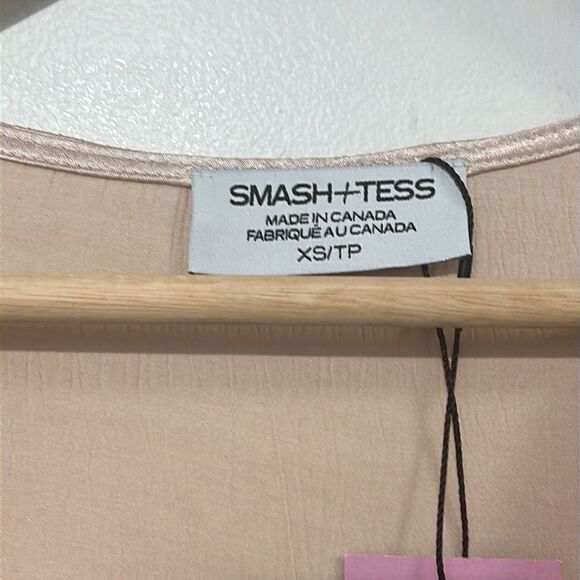 SMASH+TESS
MADE IN CANADA
FABRIQUÉ AU CANADA
XS/TP